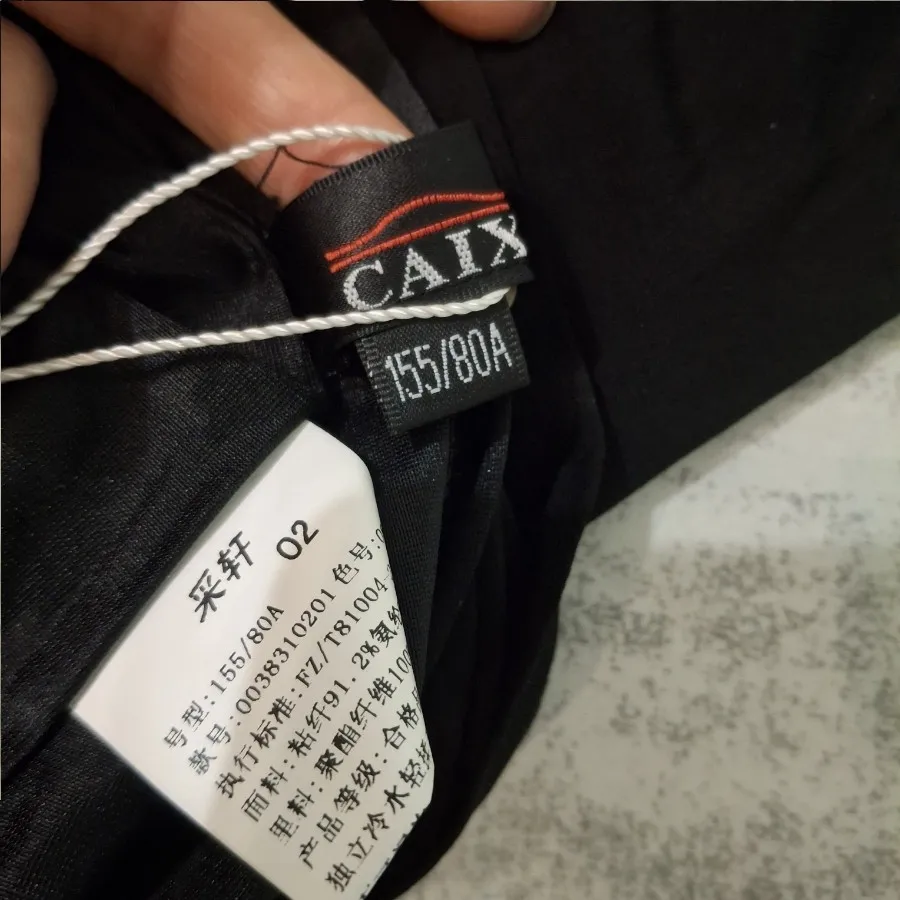 CAIX
155/80A
采轩 02
号型:155/80A
款号:0038310201 色号:0
执行标准:FZ/T81004-
面料:粘纤91.2%氨纶
里料:聚酯纤维100
产品等级:合格
独立冷水轻揉